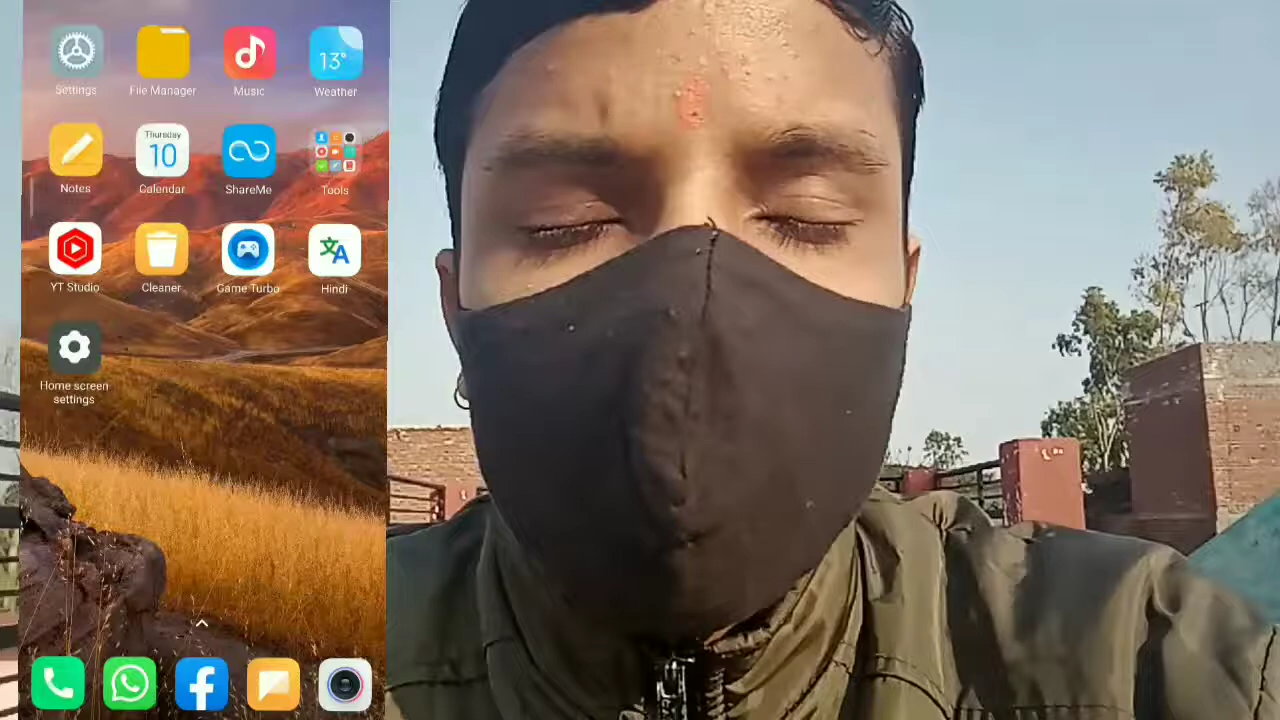 13°
Settings
File Manager
Music
Weather
Thursday
10
Notes
Calendar
ShareMe
Tools
文A
YT Studio
Cleaner
Game Turbo
Hindi
Home screen
settings